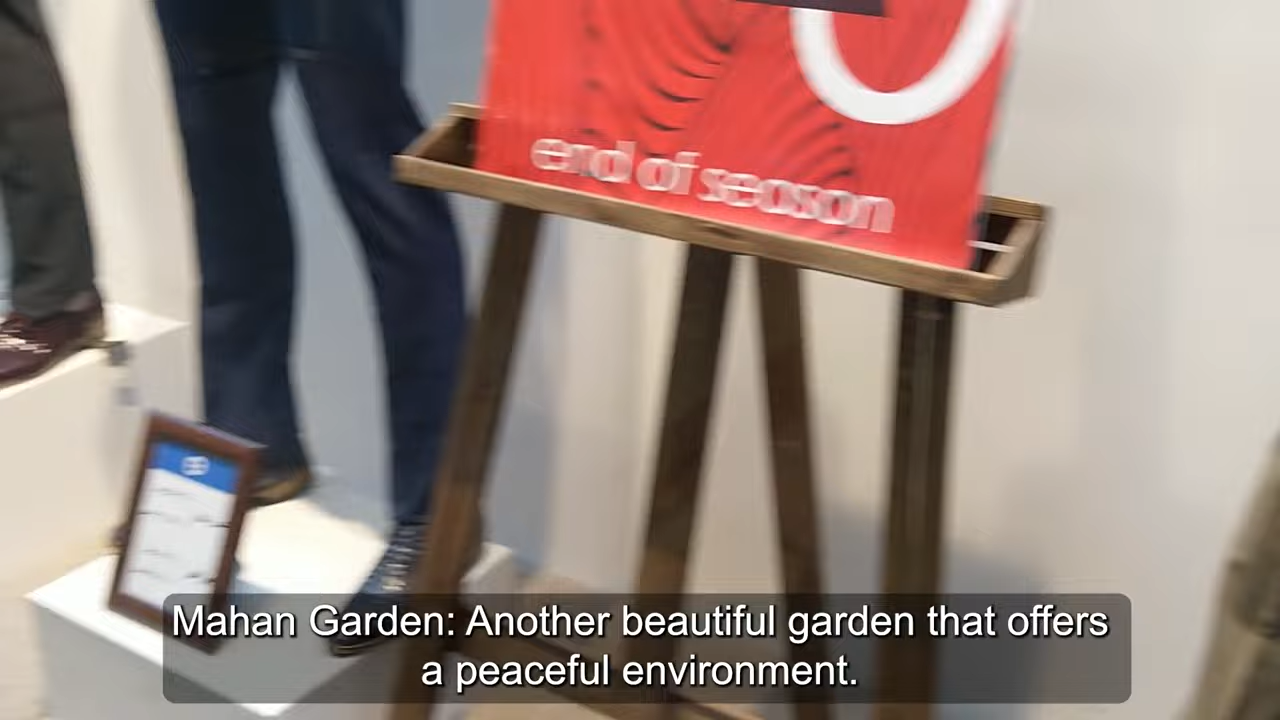 end of season
Mahan Garden: Another beautiful garden that offers
a peaceful environment.